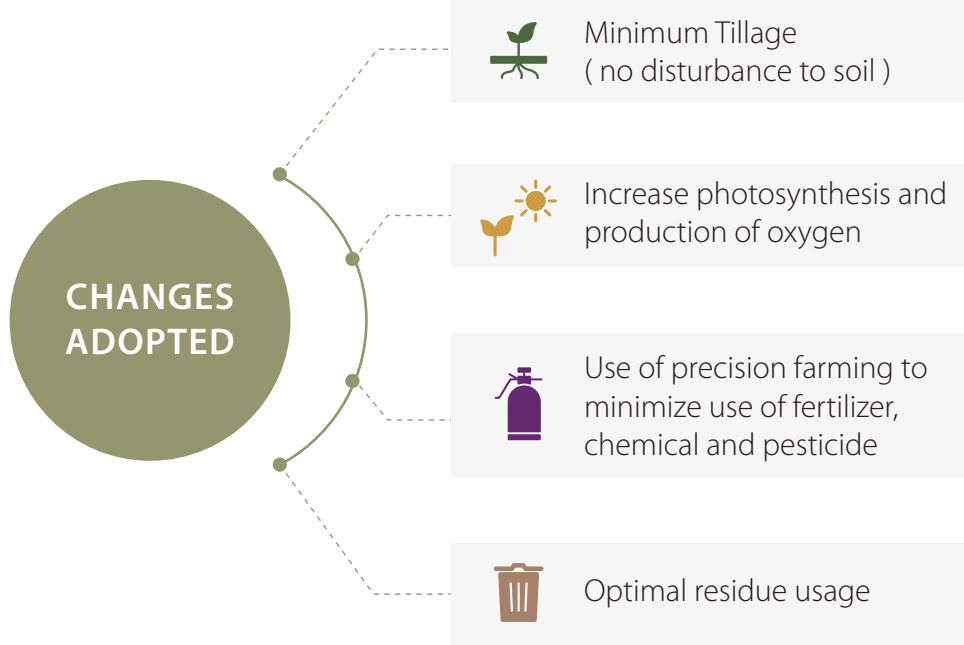 CHANGES
ADOPTED
Minimum Tillage
( no disturbance to soil )
Increase photosynthesis and
production of oxygen
Use of precision farming to
minimize use of fertilizer,
chemical and pesticide
Optimal residue usage